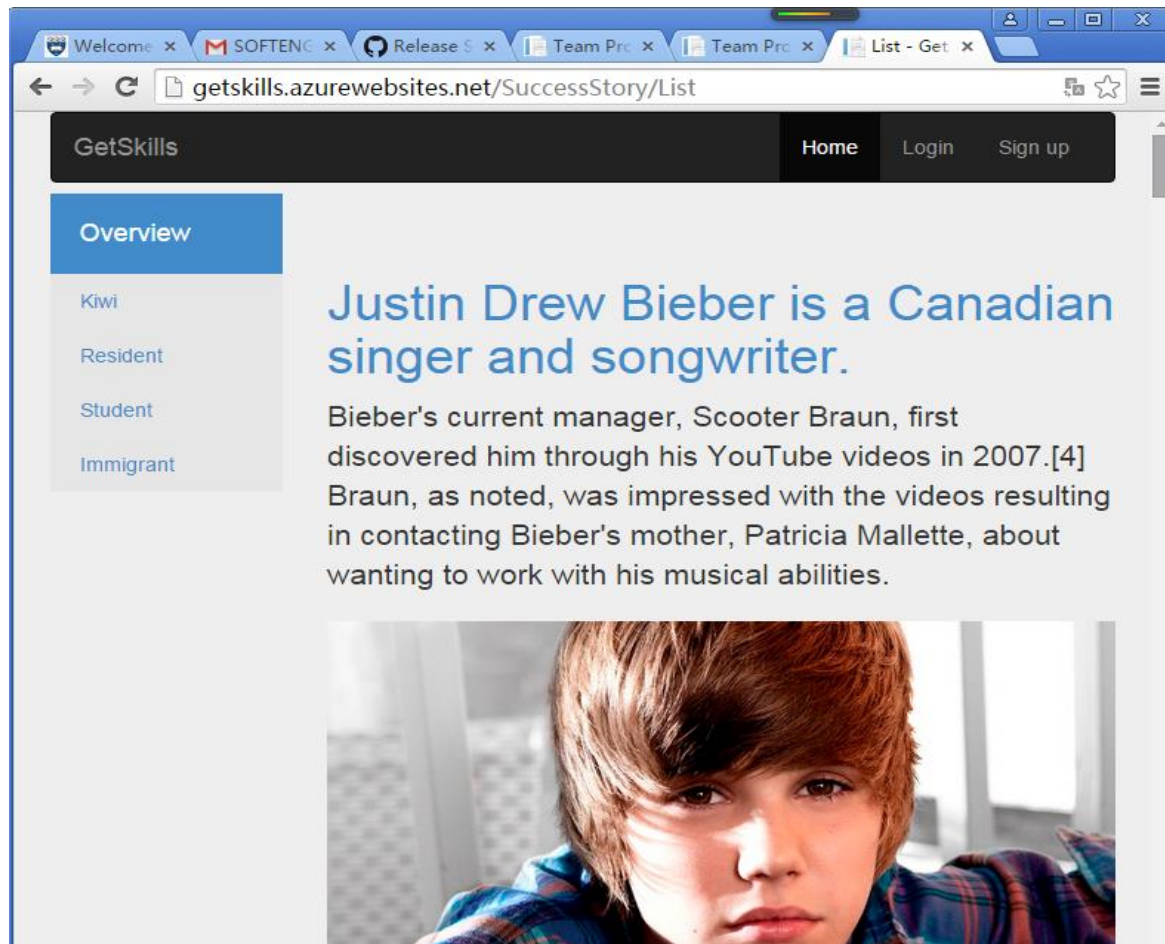 Welcome
SOFTENG
Release S
Team Pro
Team Pro
List - Get
getskills.azurewebsites.net/SuccessStory/List
GetSkills
Home
Login
Sign up
Overview
Kiwi
Resident
Student
Immigrant
Justin Drew Bieber is a Canadian
singer and songwriter.
Bieber's current manager, Scooter Braun, first
discovered him through his YouTube videos in 2007.[4]
Braun, as noted, was impressed with the videos resulting
in contacting Bieber's mother, Patricia Mallette, about
wanting to work with his musical abilities.